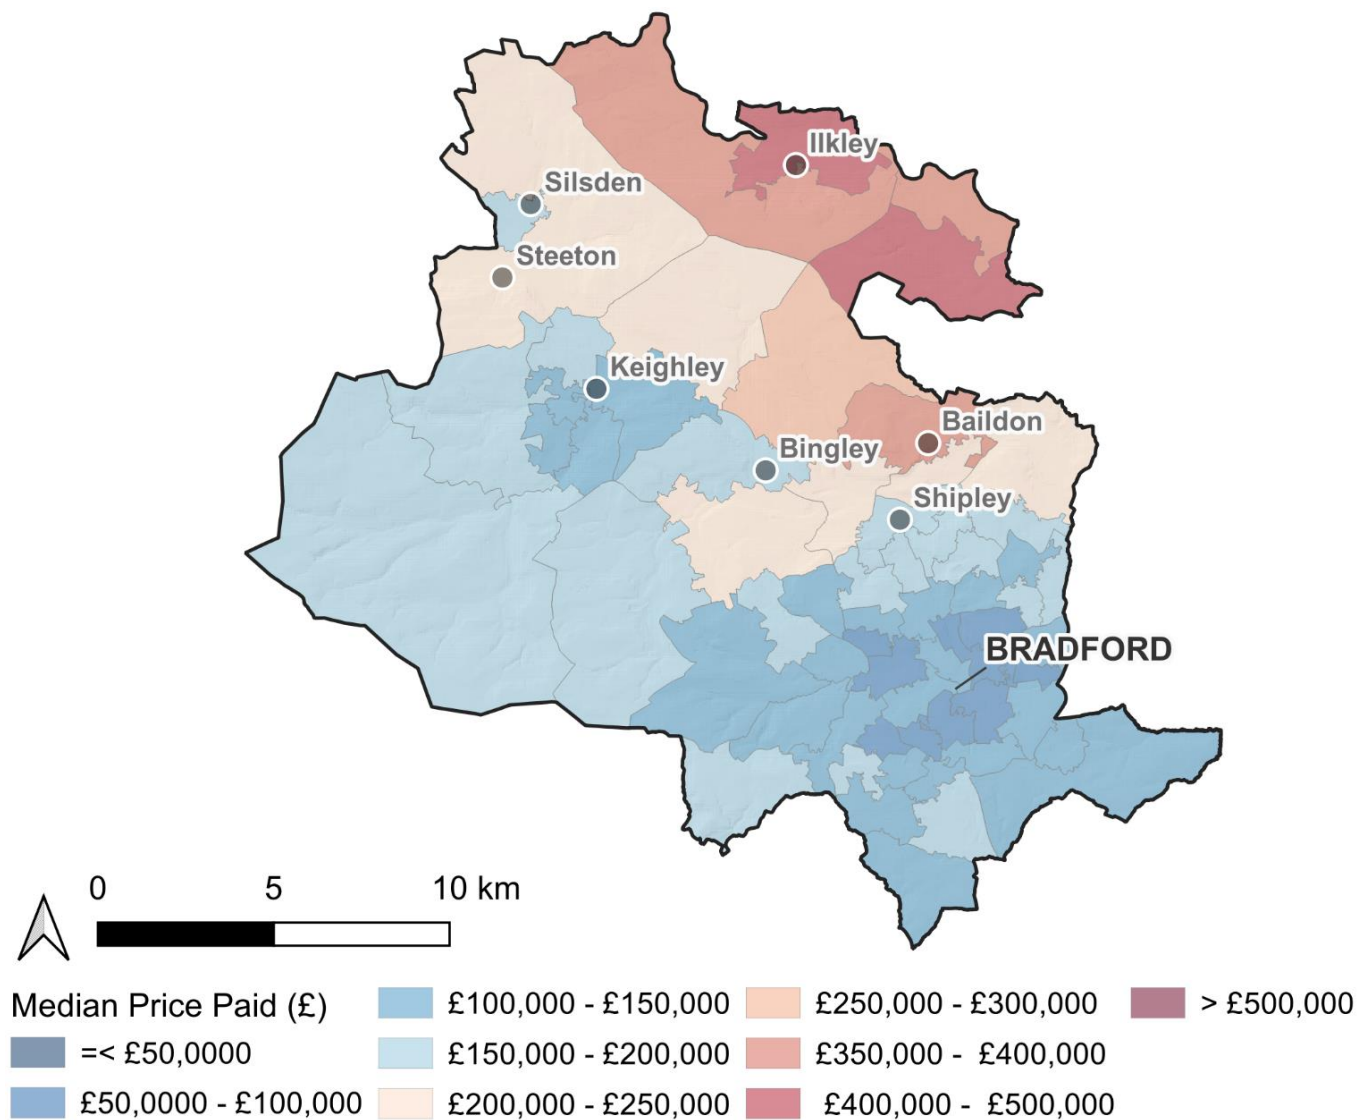 Ilkley
Silsden
Steeton
Keighley
Baildon
Bingley
Shipley
BRADFORD
0 5 10 km
Median Price Paid (£)
=< £50,0000
£50,0000 - £100,000
£100,000 - £150,000
£150,000 - £200,000
£200,000 - £250,000
£250,000 - £300,000
£350,000 - £400,000
£400,000 - £500,000
> £500,000